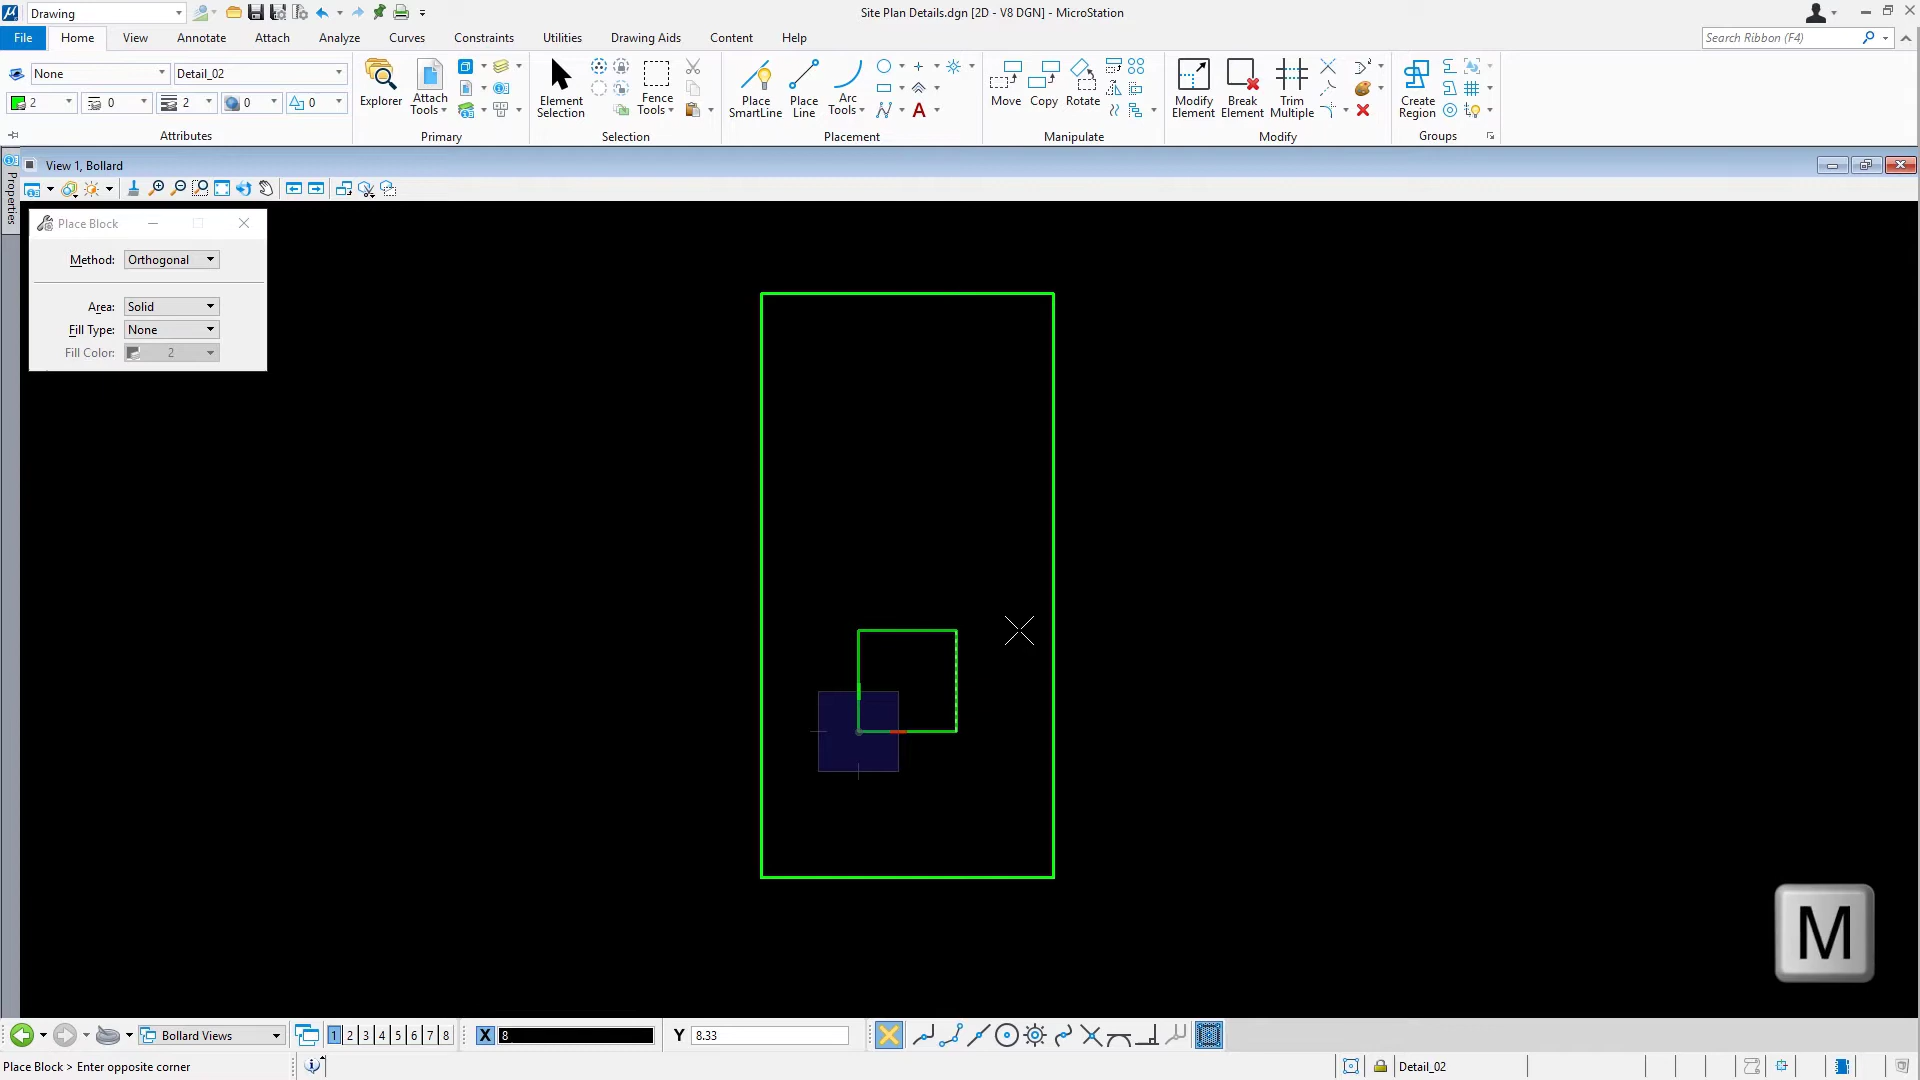 Drawing
Site Plan Details.dgn [2D - V8 DGN] - MicroStation
File
Home
View
Annotate
Attach
Analyze
Curves
Constraints
Utilities
Drawing Aids
Content
Help
Search Ribbon (F4)
None
Detail_02
2
0
2
0
0
Attributes
Explorer
Attach
Tools
Primary
Element
Selection
Fence
Tools
Selection
Place
SmartLine
Place
Line
Arc
Tools
Placement
Move
Copy
Rotate
Manipulate
Modify
Element
Break
Element
Trim
Multiple
Modify
Create
Region
Groups
View 1, Bollard
Properties
Place Block
Method:
Orthogonal
Area:
Solid
Fill Type:
None
Fill Color:
2
M
Bollard Views
1 2 3 4 5 6 7 8
X
8
Y
8.33
Place Block > Enter opposite corner
Detail_02